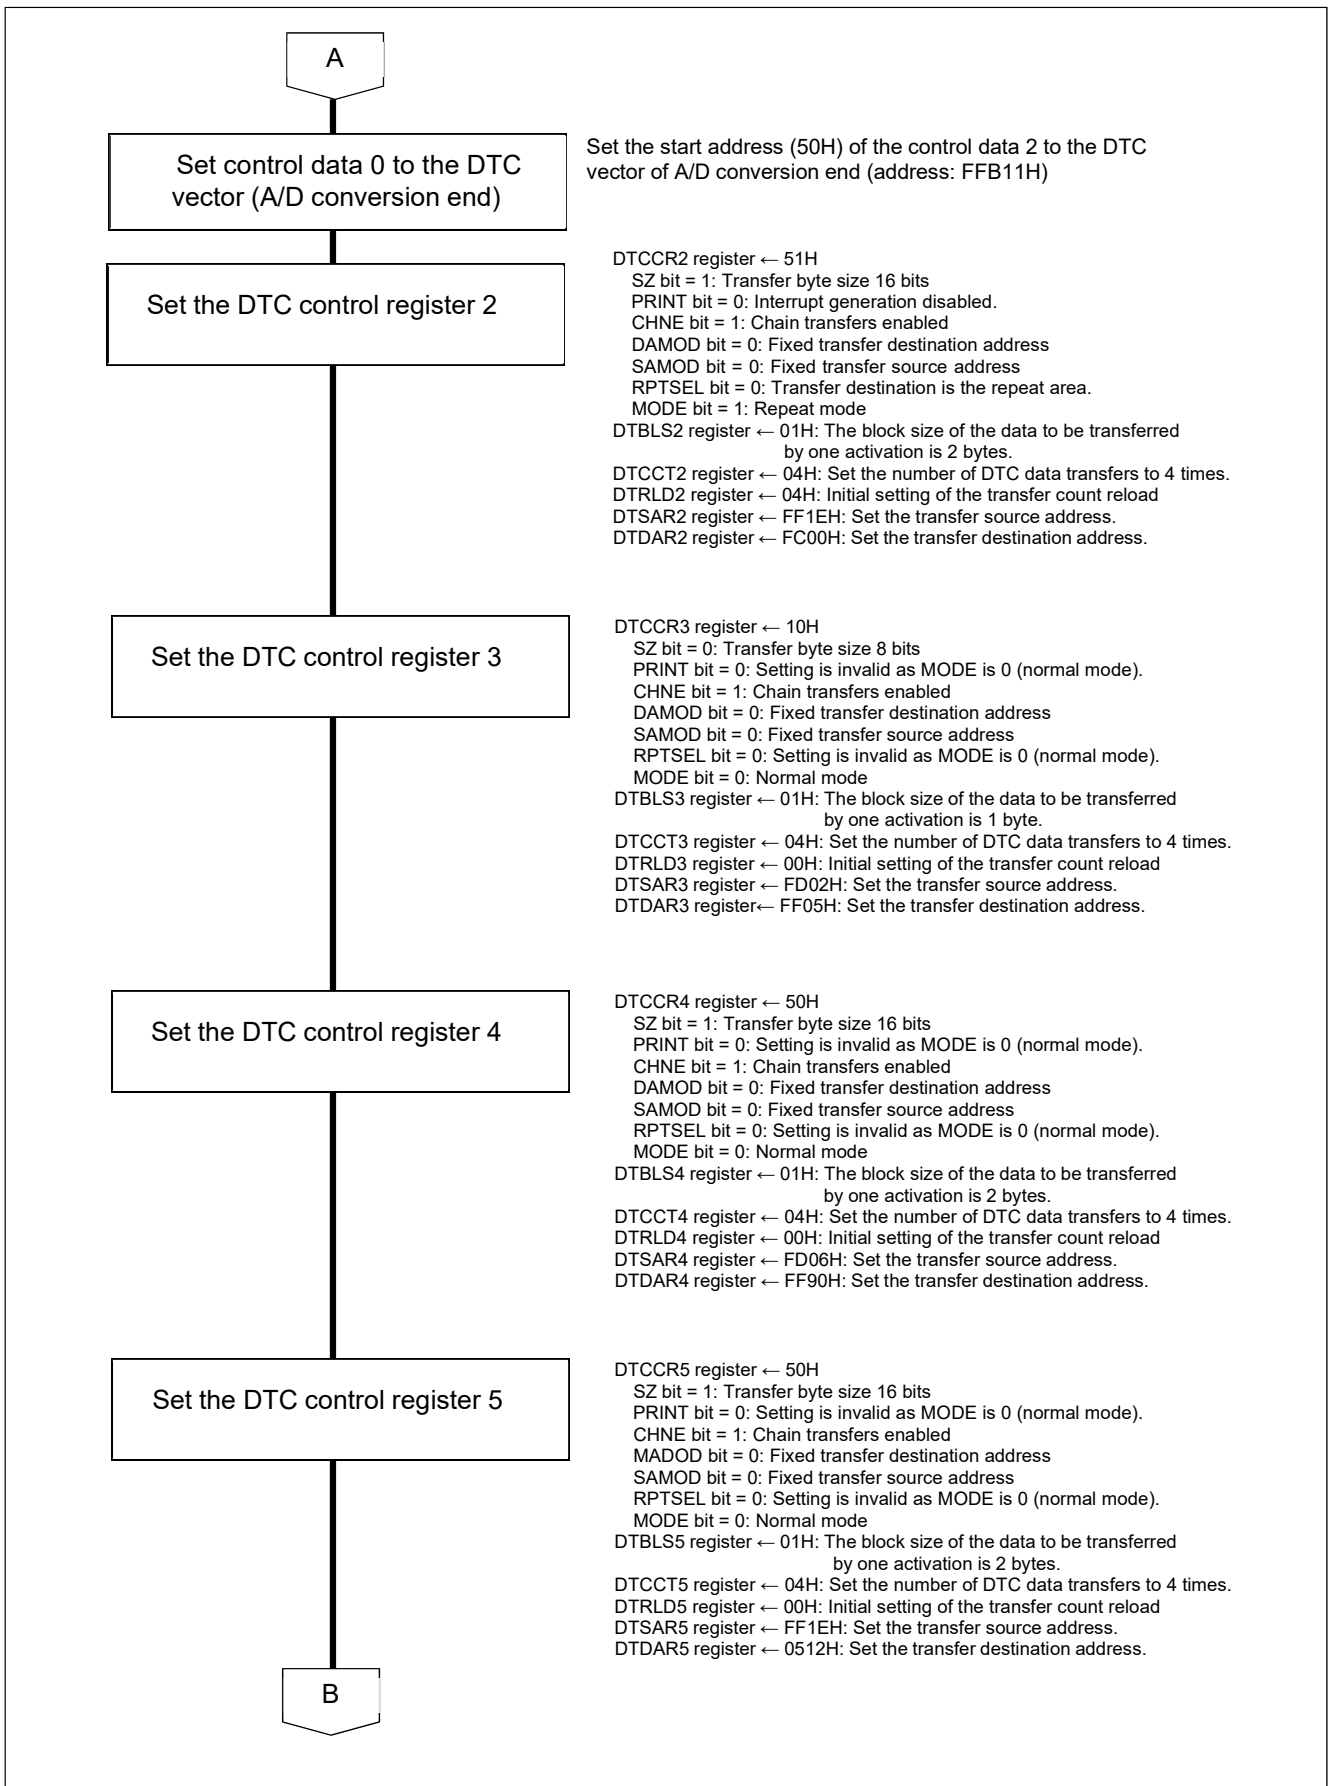 A
Set control data 0 to the DTC
vector (A/D conversion end)
Set the start address (50H) of the control data 2 to the DTC
vector of A/D conversion end (address: FFB11H)
Set the DTC control register 2
DTCCR2 register ← 51H
SZ bit = 1: Transfer byte size 16 bits
PRINT bit = 0: Interrupt generation disabled.
CHNE bit = 1: Chain transfers enabled
DAMOD bit = 0: Fixed transfer destination address
SAMOD bit = 0: Fixed transfer source address
RPTSEL bit = 0: Transfer destination is the repeat area.
MODE bit = 1: Repeat mode
DTBLS2 register ← 01H: The block size of the data to be transferred
by one activation is 2 bytes.
DTCCT2 register ← 04H: Set the number of DTC data transfers to 4 times.
DTRLD2 register ← 04H: Initial setting of the transfer count reload
DTSAR2 register ← FF1EH: Set the transfer source address.
DTDAR2 register ← FC00H: Set the transfer destination address.
Set the DTC control register 3
DTCCR3 register ← 10H
SZ bit = 0: Transfer byte size 8 bits
PRINT bit = 0: Setting is invalid as MODE is 0 (normal mode).
CHNE bit = 1: Chain transfers enabled
DAMOD bit = 0: Fixed transfer destination address
SAMOD bit = 0: Fixed transfer source address
RPTSEL bit = 0: Setting is invalid as MODE is 0 (normal mode).
MODE bit = 0: Normal mode
DTBLS3 register ← 01H: The block size of the data to be transferred
by one activation is 1 byte.
DTCCT3 register ← 04H: Set the number of DTC data transfers to 4 times.
DTRLD3 register ← 00H: Initial setting of the transfer count reload
DTSAR3 register ← FD02H: Set the transfer source address.
DTDAR3 register← FF05H: Set the transfer destination address.
Set the DTC control register 4
DTCCR4 register ← 50H
SZ bit = 1: Transfer byte size 16 bits
PRINT bit = 0: Setting is invalid as MODE is 0 (normal mode).
CHNE bit = 1: Chain transfers enabled
DAMOD bit = 0: Fixed transfer destination address
SAMOD bit = 0: Fixed transfer source address
RPTSEL bit = 0: Setting is invalid as MODE is 0 (normal mode).
MODE bit = 0: Normal mode
DTBLS4 register ← 01H: The block size of the data to be transferred
by one activation is 2 bytes.
DTCCT4 register ← 04H: Set the number of DTC data transfers to 4 times.
DTRLD4 register ← 00H: Initial setting of the transfer count reload
DTSAR4 register ← FD06H: Set the transfer source address.
DTDAR4 register ← FF90H: Set the transfer destination address.
Set the DTC control register 5
DTCCR5 register ← 50H
SZ bit = 1: Transfer byte size 16 bits
PRINT bit = 0: Setting is invalid as MODE is 0 (normal mode).
CHNE bit = 1: Chain transfers enabled
MADOD bit = 0: Fixed transfer destination address
SAMOD bit = 0: Fixed transfer source address
RPTSEL bit = 0: Setting is invalid as MODE is 0 (normal mode).
MODE bit = 0: Normal mode
DTBLS5 register ← 01H: The block size of the data to be transferred
by one activation is 2 bytes.
DTCCT5 register ← 04H: Set the number of DTC data transfers to 4 times.
DTRLD5 register ← 00H: Initial setting of the transfer count reload
DTSAR5 register ← FF1EH: Set the transfer source address.
DTDAR5 register ← 0512H: Set the transfer destination address.
B